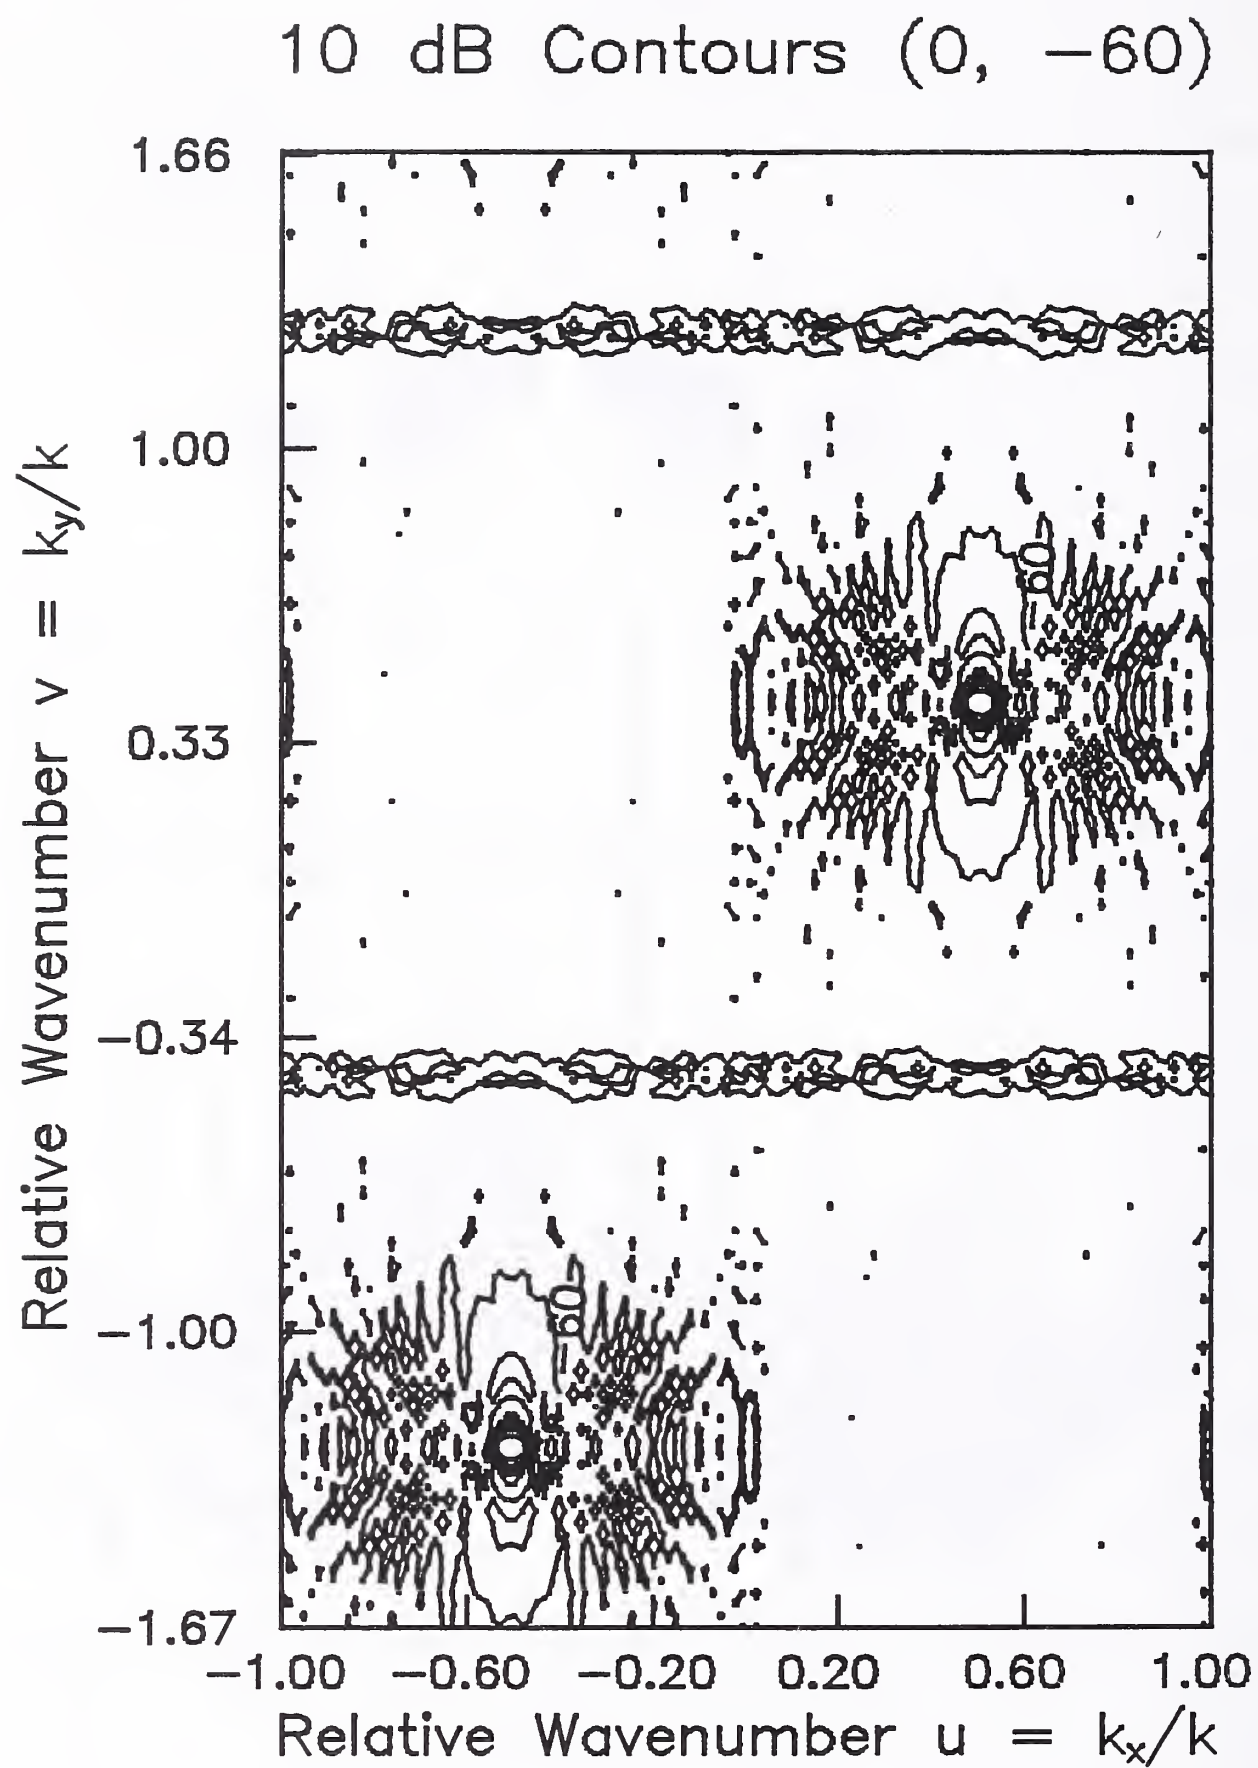 10 dB Contours (0, −60)
1.66
1.00
0.33
−0.34
−1.00
−1.67
Relative Wavenumber v = ky/k
60
60
−1.00 −0.60 −0.20 0.20 0.60 1.00
Relative Wavenumber u = kx/k